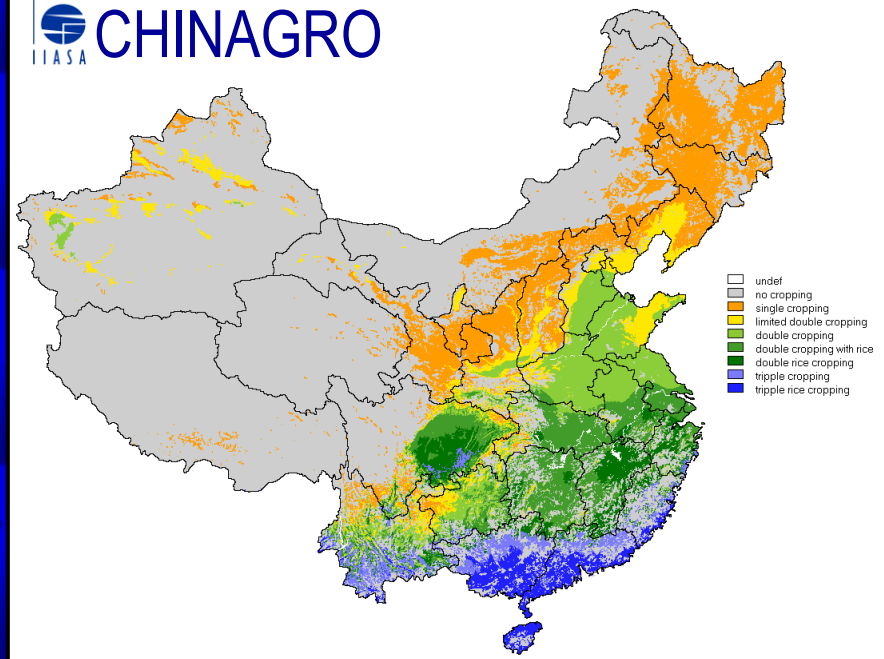 IIASA
CHINAGRO
undef
no cropping
single cropping
limited double cropping
double cropping
double cropping with rice
double rice cropping
tripple cropping
tripple rice cropping